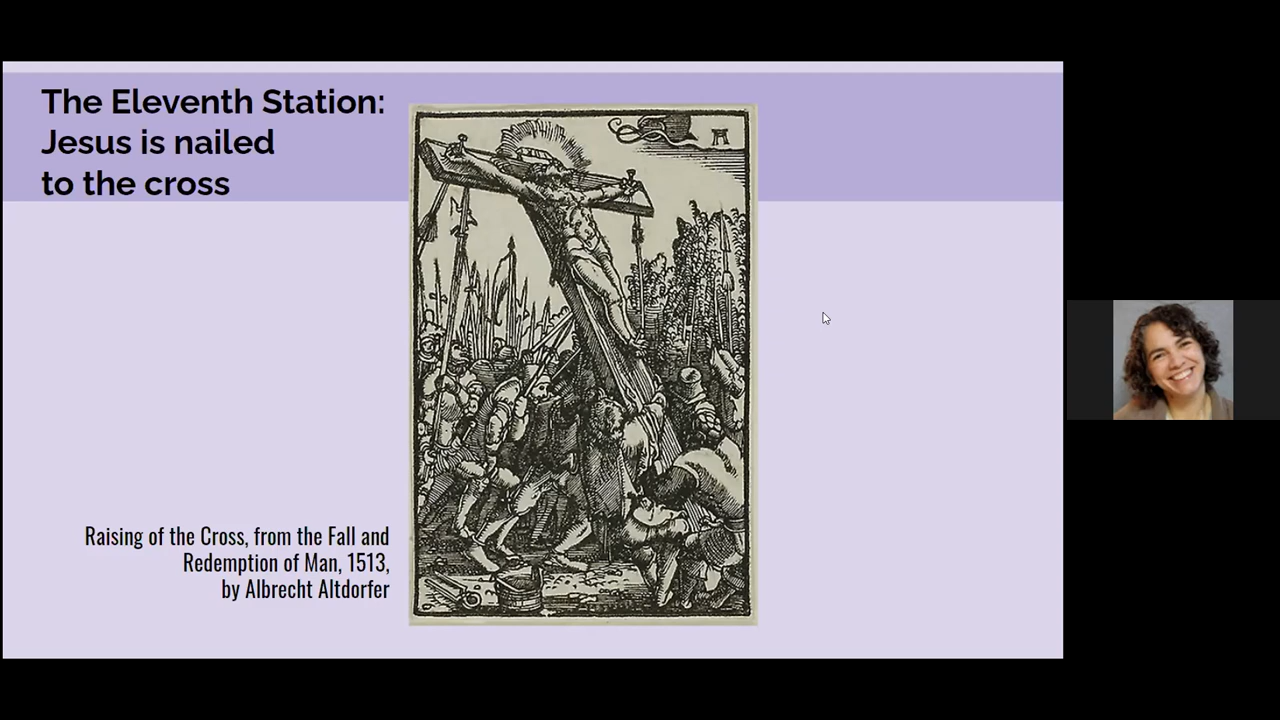 The Eleventh Station:
Jesus is nailed
to the cross
Raising of the Cross, from the Fall and
Redemption of Man, 1513,
by Albrecht Altdorfer